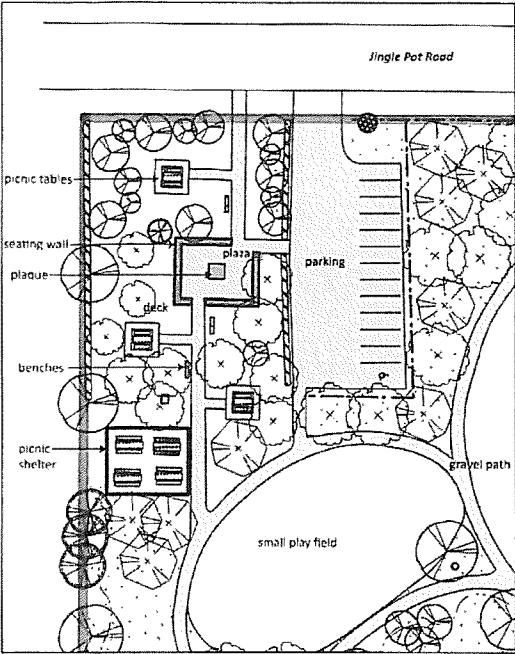 Jingle Pot Road
picnic tables
seating wall
plaza
plaque
parking
deck
benches
picnic
shelter
gravel path
small play field